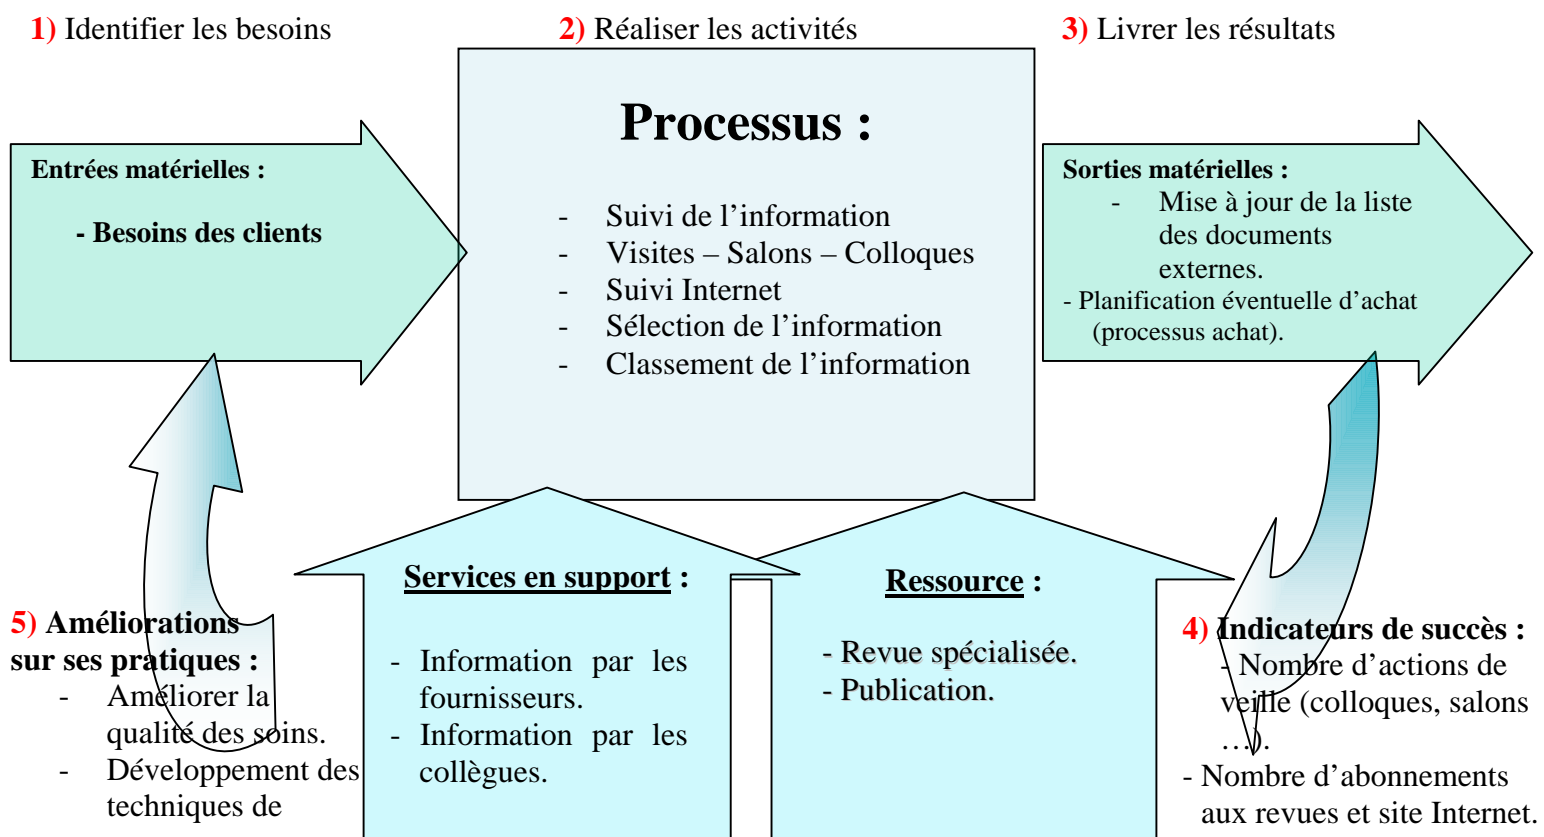 1) Identifier les besoins
2) Réaliser les activités
3) Livrer les résultats
Entrées matérielles :
- Besoins des clients
Processus :
- Suivi de l’information
- Visites – Salons – Colloques
- Suivi Internet
- Sélection de l’information
- Classement de l’information
Sorties matérielles :
- Mise à jour de la liste
des documents
externes.
- Planification éventuelle d’achat
(processus achat).
5) Améliorations
sur ses pratiques :
- Améliorer la
qualité des soins.
- Développement des
techniques de
Services en support :
- Information par les
fournisseurs.
- Information par les
collègues.
Ressource :
- Revue spécialisée.
- Publication.
4) Indicateurs de succès :
- Nombre d’actions de
veille (colloques, salons
…).
- Nombre d’abonnements
aux revues et site Internet.